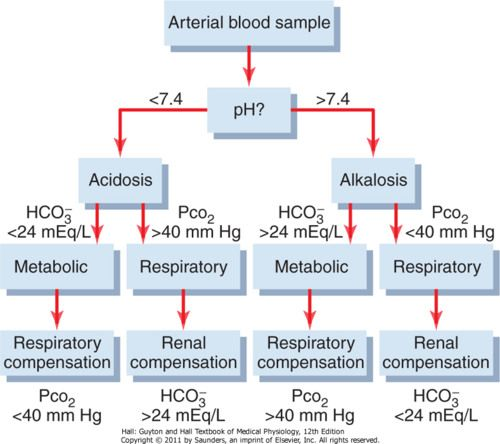 Arterial blood sample
<7.4
pH?
>7.4
Acidosis
Alkalosis
HCO₃⁻
<24 mEq/L
Pco₂
>40 mm Hg
HCO₃⁻
>24 mEq/L
Pco₂
<40 mm Hg
Metabolic
Respiratory
Metabolic
Respiratory
Respiratory
compensation
Renal
compensation
Respiratory
compensation
Renal
compensation
Pco₂
<40 mm Hg
HCO₃⁻
>24 mEq/L
Pco₂
>40 mm Hg
HCO₃⁻
<24 mEq/L
Hall: Guyton and Hall Textbook of Medical Physiology, 12th Edition
Copyright © 2011 by Saunders, an imprint of Elsevier, Inc. All rights reserved.